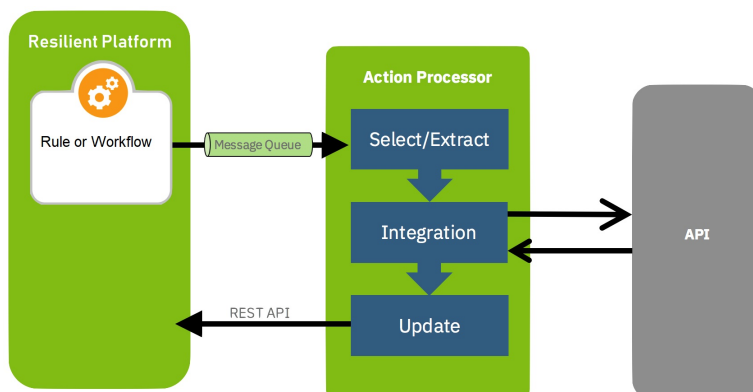 Resilient Platform
Rule or Workflow
Message Queue
Action Processor
Select/Extract
Integration
Update
REST API
API